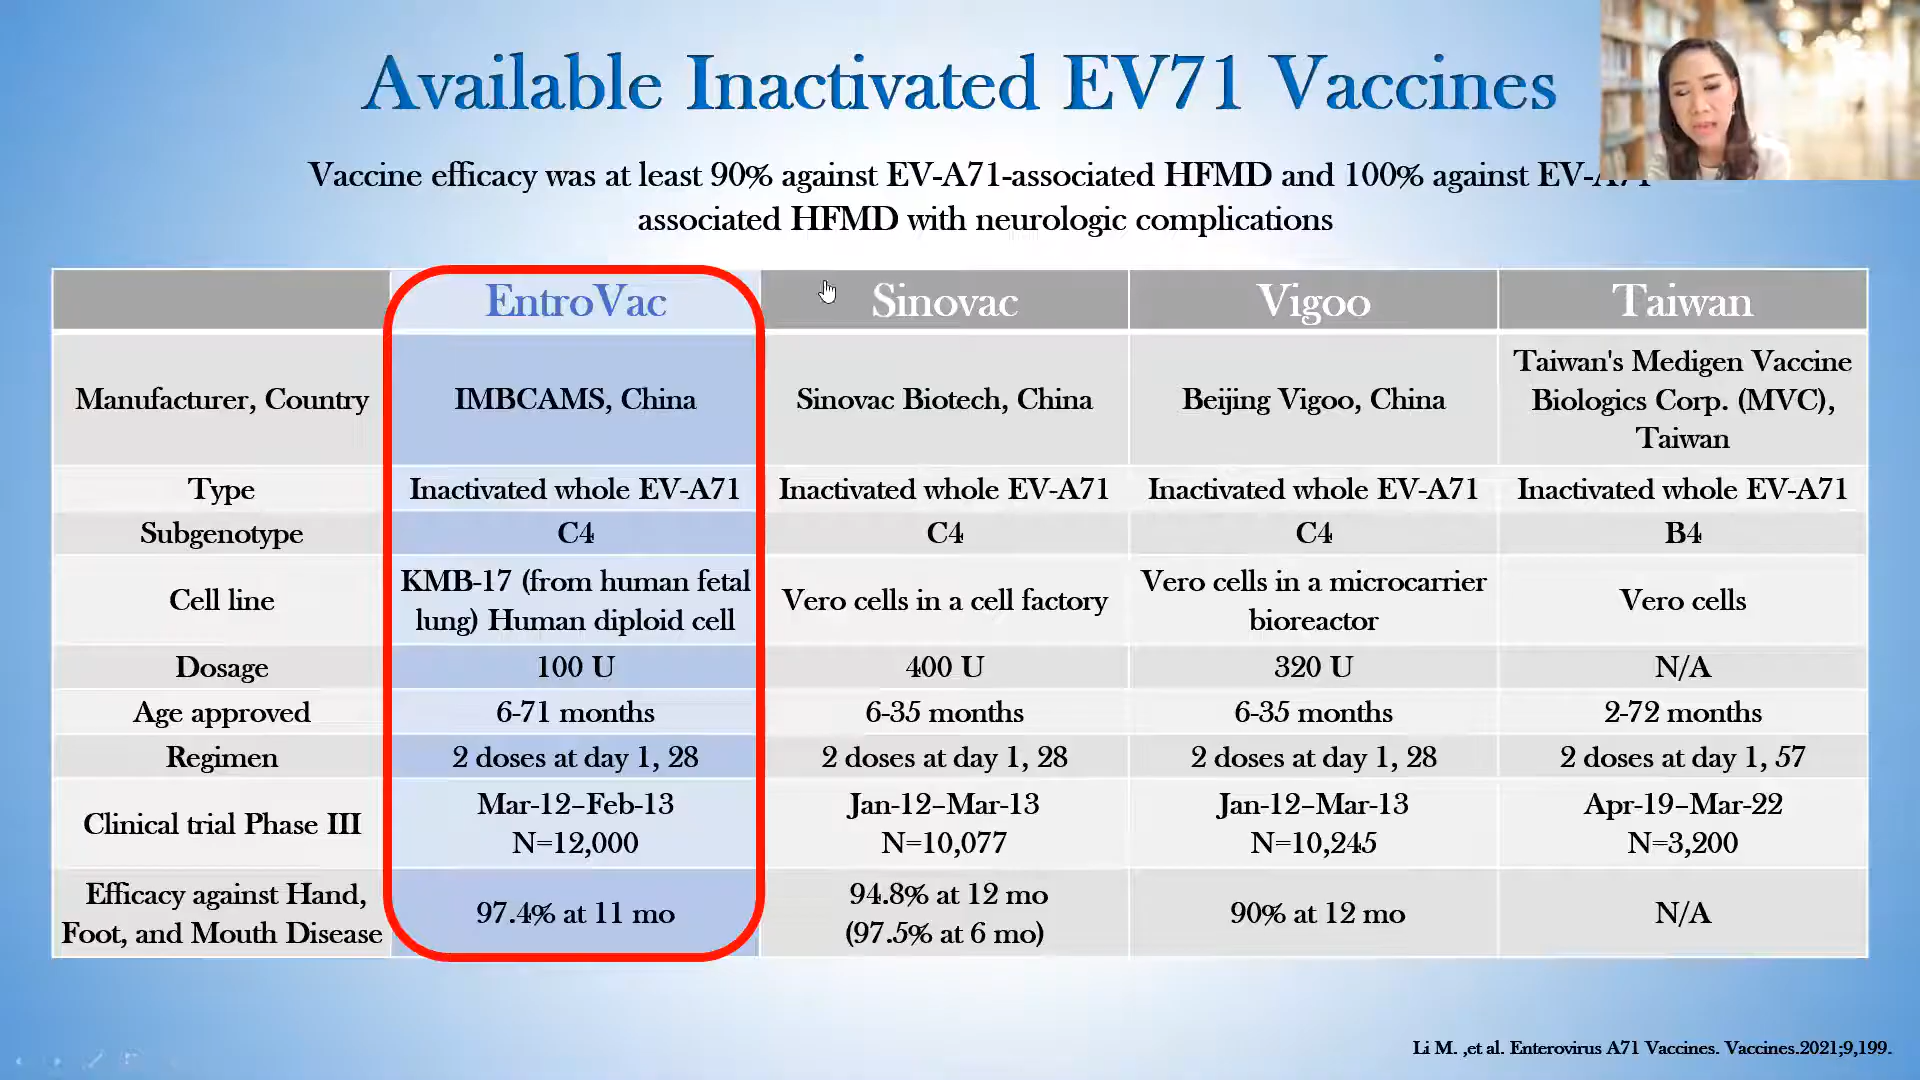 Available Inactivated EV71 Vaccines
Vaccine efficacy was at least 90% against EV-A71-associated HFMD and 100% against EV-A71-
associated HFMD with neurologic complications
EntroVac Sinovac Vigoo Taiwan
Manufacturer, Country IMBCAMS, China Sinovac Biotech, China Beijing Vigoo, China Taiwan's Medigen Vaccine
Biologics Corp. (MVC),
Taiwan
Type Inactivated whole EV-A71 Inactivated whole EV-A71 Inactivated whole EV-A71 Inactivated whole EV-A71
Subgenotype C4 C4 C4 B4
Cell line KMB-17 (from human fetal
lung) Human diploid cell Vero cells in a cell factory Vero cells in a microcarrier
bioreactor Vero cells
Dosage 100 U 400 U 320 U N/A
Age approved 6-71 months 6-35 months 6-35 months 2-72 months
Regimen 2 doses at day 1, 28 2 doses at day 1, 28 2 doses at day 1, 28 2 doses at day 1, 57
Clinical trial Phase III Mar-12–Feb-13
N=12,000 Jan-12–Mar-13
N=10,077 Jan-12–Mar-13
N=10,245 Apr-19–Mar-22
N=3,200
Efficacy against Hand,
Foot, and Mouth Disease 97.4% at 11 mo 94.8% at 12 mo
(97.5% at 6 mo) 90% at 12 mo N/A
Li M. ,et al. Enterovirus A71 Vaccines. Vaccines.2021;9,199.